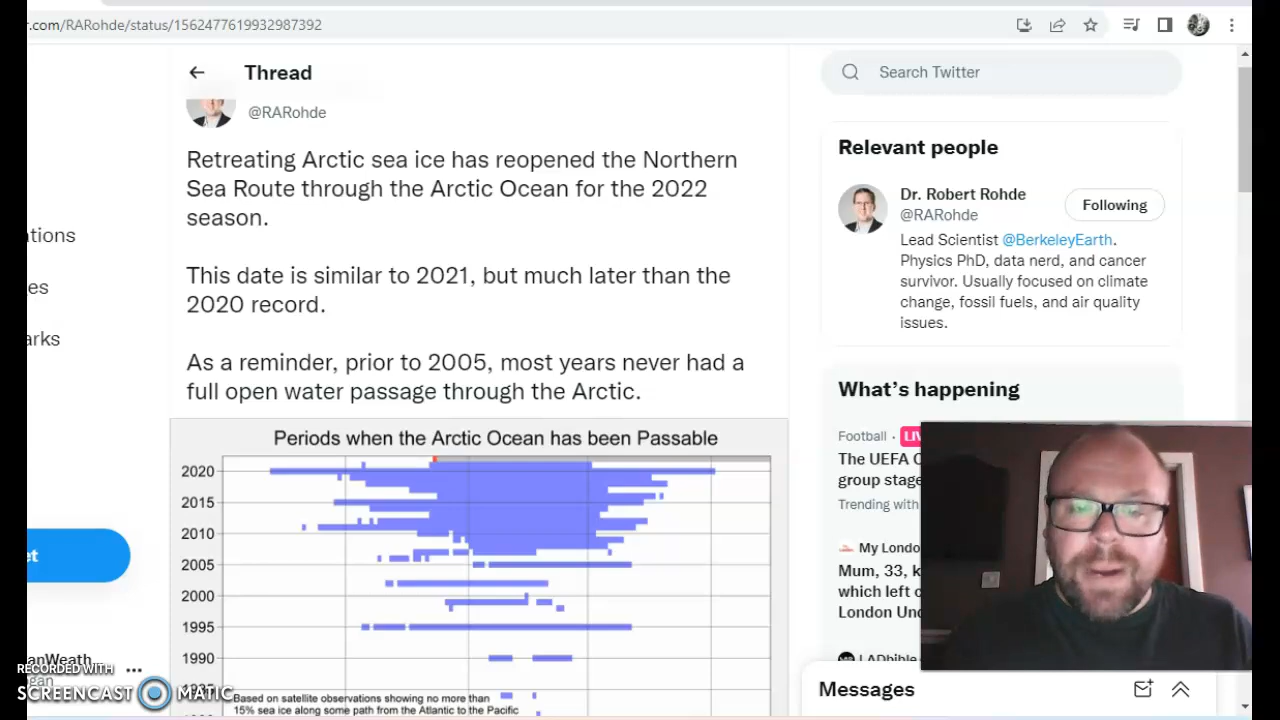 r.com/RARohde/status/1562477619932987392
Thread
@RARohde
Retreating Arctic sea ice has reopened the Northern
Sea Route through the Arctic Ocean for the 2022
season.
This date is similar to 2021, but much later than the
2020 record.
As a reminder, prior to 2005, most years never had a
full open water passage through the Arctic.
Periods when the Arctic Ocean has been Passable
2020
2015
2010
2005
2000
1995
1990
Based on satellite observations showing no more than
15% sea ice along some path from the Atlantic to the Pacific
tions
es
arks
et
anWeath
gan
RECORDED WITH
SCREENCAST MATIC
Search Twitter
Relevant people
Dr. Robert Rohde
@RARohde
Following
Lead Scientist @BerkeleyEarth.
Physics PhD, data nerd, and cancer
survivor. Usually focused on climate
change, fossil fuels, and air quality
issues.
What's happening
Football · LIV
The UEFA C
group stage
Trending with
My Londo
Mum, 33, k
which left c
London Und
LADbible
Messages